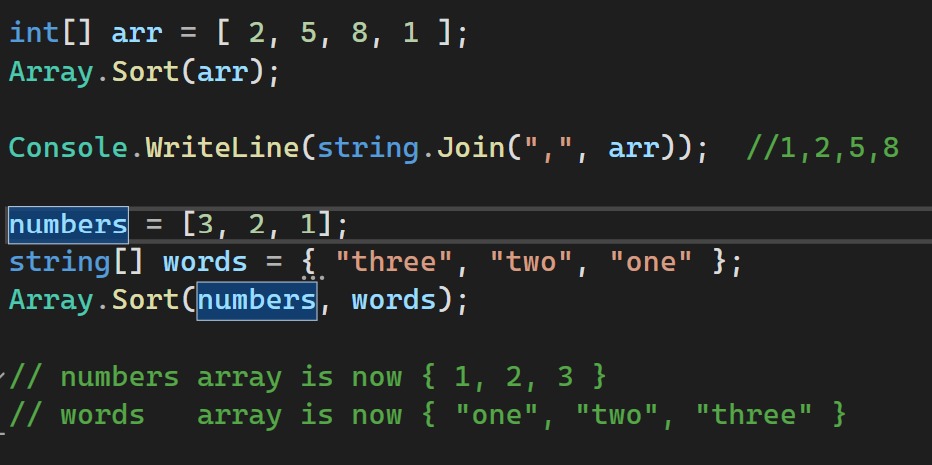 int[] arr = [ 2, 5, 8, 1 ];
Array.Sort(arr);
Console.WriteLine(string.Join(",", arr));  //1,2,5,8
numbers = [3, 2, 1];
string[] words = { "three", "two", "one" };
Array.Sort(numbers, words);
// numbers array is now { 1, 2, 3 }
// words   array is now { "one", "two", "three" }